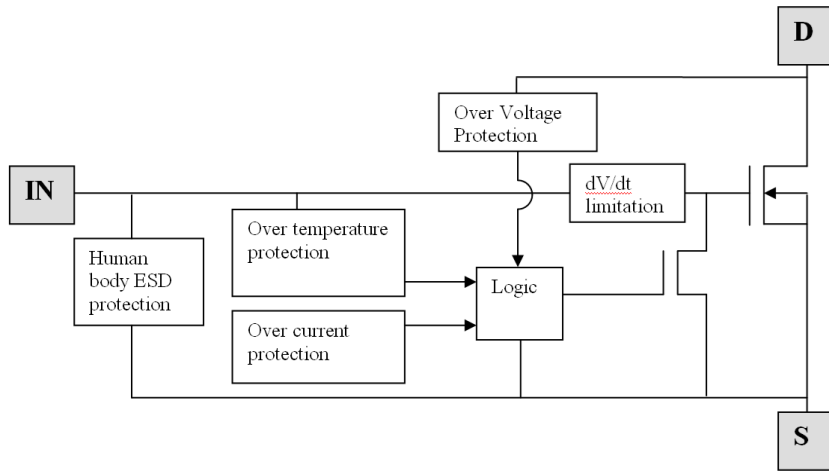 D
Over Voltage
Protection
IN
dV/dt
limitation
Over temperature
protection
Human
body ESD
protection
Logic
Over current
protection
S